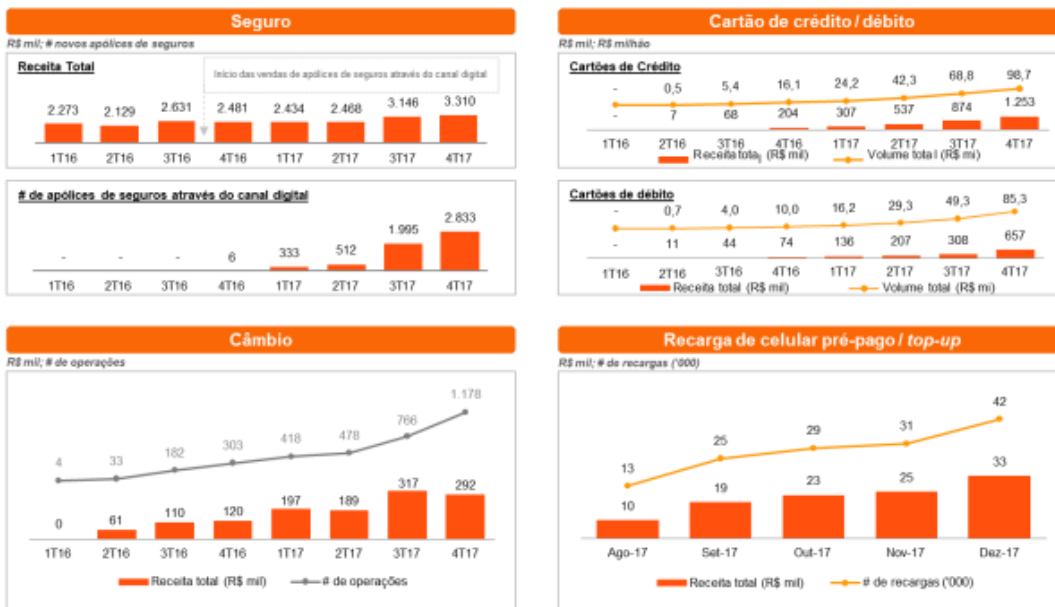 Seguro
R$ mil; # novos apólices de seguros
Receita Total
Início das vendas de apólices de seguros através do canal digital
2.273 2.129 2.631 2.481 2.434 2.468 3.146 3.310
1T16 2T16 3T16 4T16 1T17 2T17 3T17 4T17
# de apólices de seguros através do canal digital
- - - 6 333 512 1.995 2.833
1T16 2T16 3T16 4T16 1T17 2T17 3T17 4T17
Cartão de crédito / débito
R$ mil; R$ milhão
Cartões de Crédito
- 0,5 5,4 16,1 24,2 42,3 68,8 98,7
- 7 68 204 307 537 874 1.253
1T16 2T16 3T16 4T16 1T17 2T17 3T17 4T17
Receita total (R$ mil) Volume total (R$ mi)
Cartões de débito
- 0,7 4,0 10,0 16,2 29,3 49,3 85,3
- 11 44 74 136 207 308 657
1T16 2T16 3T16 4T16 1T17 2T17 3T17 4T17
Receita total (R$ mil) Volume total (R$ mi)
Câmbio
R$ mil; # de operações
4 33 182 303 418 478 766 1.178
0 61 110 120 197 189 317 292
1T16 2T16 3T16 4T16 1T17 2T17 3T17 4T17
Receita total (R$ mil) # de operações
Recarga de celular pré-pago / top-up
R$ mil; # de recargas ('000)
13 25 29 31 42
10 19 23 25 33
Ago-17 Set-17 Out-17 Nov-17 Dez-17
Receita total (R$ mil) # de recargas ('000)